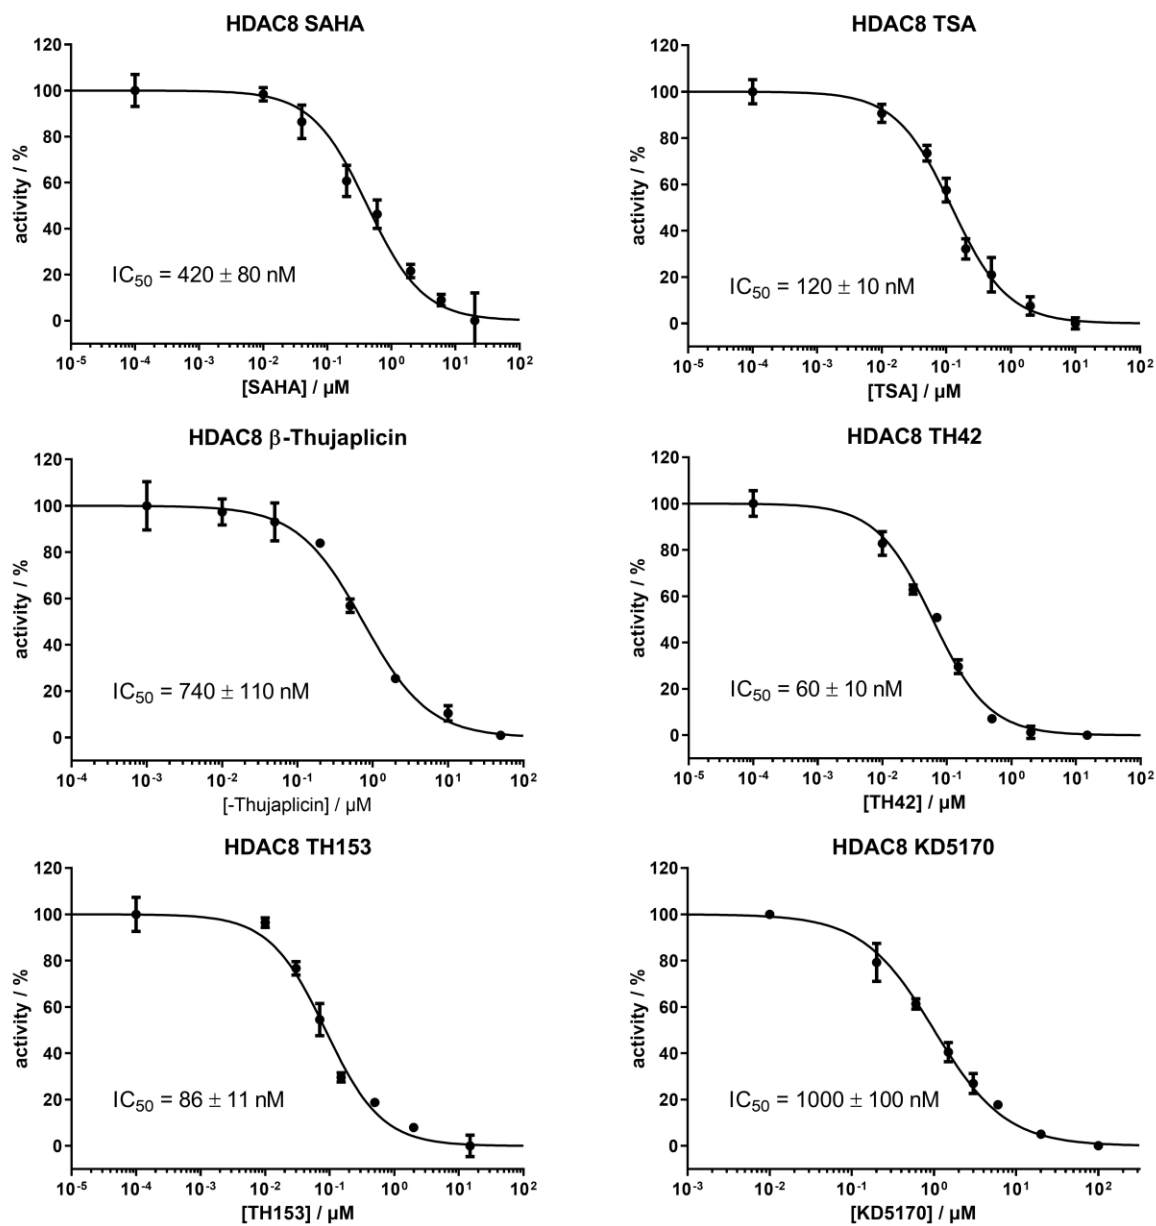 HDAC8 SAHA
120
100
80
60
40
20
0
activity / %
IC50 = 420 ± 80 nM
10-5 10-4 10-3 10-2 10-1 100 101 102
[SAHA] / µM
HDAC8 TSA
120
100
80
60
40
20
0
activity / %
IC50 = 120 ± 10 nM
10-5 10-4 10-3 10-2 10-1 100 101 102
[TSA] / µM
HDAC8 β-Thujaplicin
120
100
80
60
40
20
0
activity / %
IC50 = 740 ± 110 nM
10-4 10-3 10-2 10-1 100 101 102
[-Thujaplicin] / µM
HDAC8 TH42
120
100
80
60
40
20
0
activity / %
IC50 = 60 ± 10 nM
10-5 10-4 10-3 10-2 10-1 100 101 102
[TH42] / µM
HDAC8 TH153
120
100
80
60
40
20
0
activity / %
IC50 = 86 ± 11 nM
10-5 10-4 10-3 10-2 10-1 100 101 102
[TH153] / µM
HDAC8 KD5170
120
100
80
60
40
20
0
activity / %
IC50 = 1000 ± 100 nM
10-3 10-2 10-1 100 101 102
[KD5170] / µM